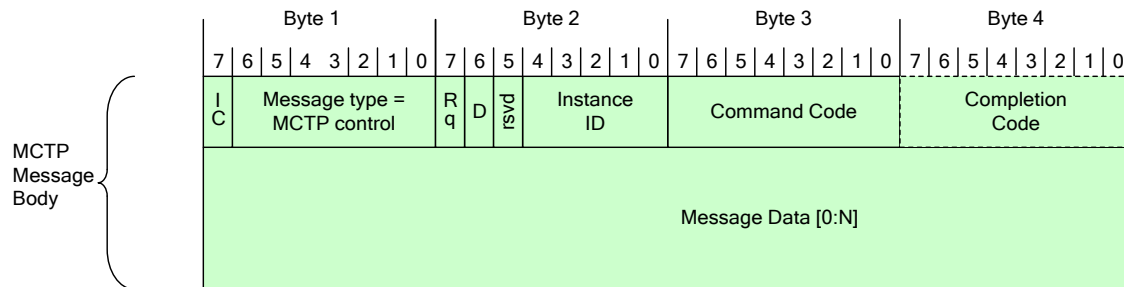 Byte 1 Byte 2 Byte 3 Byte 4
7 6 5 4 3 2 1 0 7 6 5 4 3 2 1 0 7 6 5 4 3 2 1 0 7 6 5 4 3 2 1 0
IC
Message type =
MCTP control
Rq
D
rsvd
Instance
ID
Command Code
Completion
Code
MCTP
Message
Body
Message Data [0:N]